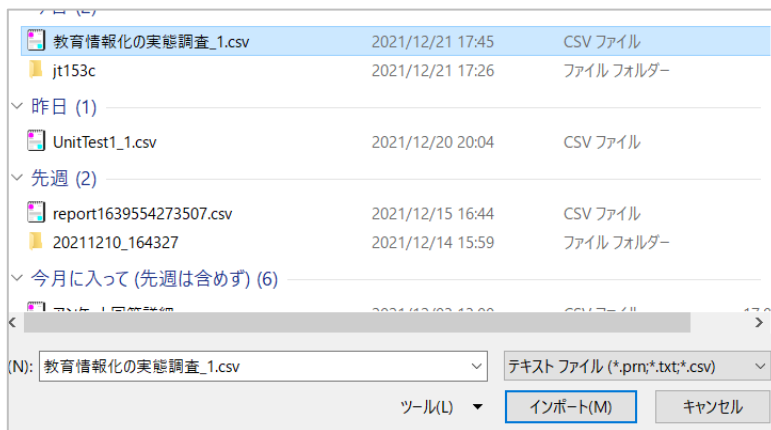 今日 (2)
教育情報化の実態調査_1.csv 2021/12/21 17:45 CSV ファイル
jt153c 2021/12/21 17:26 ファイル フォルダー
昨日 (1)
UnitTest1_1.csv 2021/12/20 20:04 CSV ファイル
先週 (2)
report1639554273507.csv 2021/12/15 16:44 CSV ファイル
20211210_164327 2021/12/14 15:59 ファイル フォルダー
今月に入って (先週は含めず) (6)
(N): 教育情報化の実態調査_1.csv テキスト ファイル (*.prn;*.txt;*.csv)
ツール(L) インポート(M) キャンセル